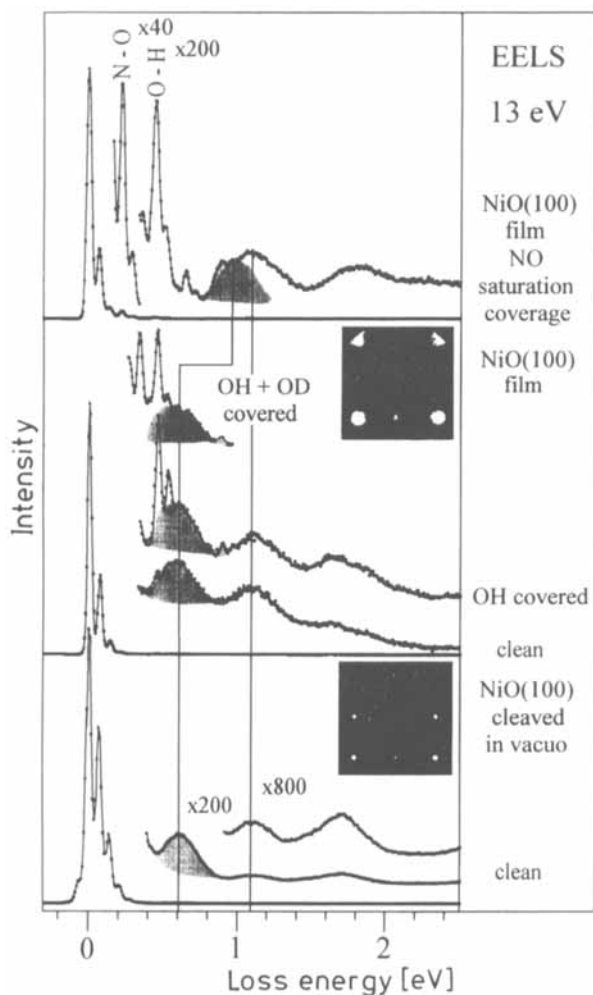 N-O
x40
O-H
x200
EELS
13 eV
NiO(100)
film
NO
saturation
coverage
NiO(100)
film
OH + OD
covered
OH covered
clean
NiO(100)
cleaved
in vacuo
x800
x200
clean
Intensity
0
1
2
Loss energy [eV]